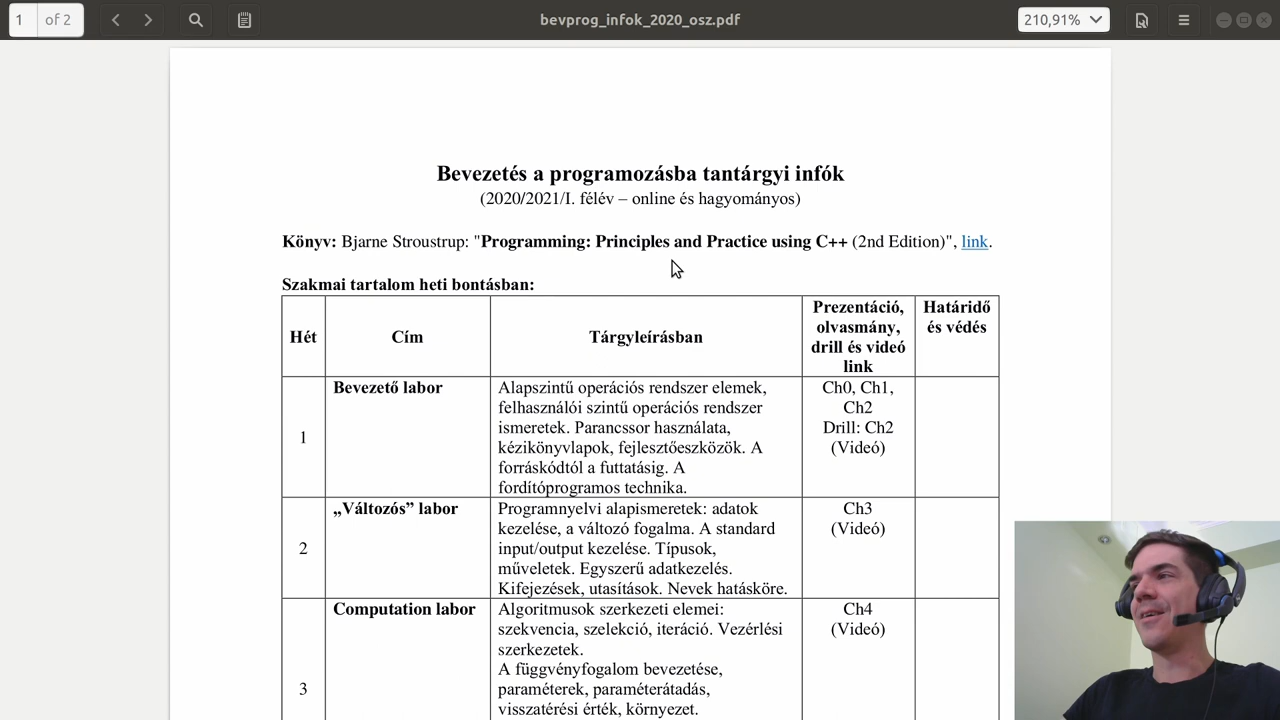 1 of 2
bevprog_infok_2020_osz.pdf
210,91%
Bevezetés a programozásba tantárgyi infók
(2020/2021/I. félév – online és hagyományos)
Könyv: Bjarne Stroustrup: "Programming: Principles and Practice using C++ (2nd Edition)", link.
Szakmai tartalom heti bontásban:
Hét
Cím
Tárgyleírásban
Prezentáció,
olvasmány,
drill és videó
link
Határidő
és védés
1
Bevezető labor
Alapszintű operációs rendszer elemek,
felhasználói szintű operációs rendszer
ismeretek. Parancssor használata,
kézikönyvlapok, fejlesztőeszközök. A
forráskódtól a futtatásig. A
fordítóprogramos technika.
Ch0, Ch1,
Ch2
Drill: Ch2
(Videó)
2
„Változós” labor
Programnyelvi alapismeretek: adatok
kezelése, a változó fogalma. A standard
input/output kezelése. Típusok,
műveletek. Egyszerű adatkezelés.
Kifejezések, utasítások. Nevek hatásköre.
Ch3
(Videó)
3
Computation labor
Algoritmusok szerkezeti elemei:
szekvencia, szelekció, iteráció. Vezérlési
szerkezetek.
A függvényfogalom bevezetése,
paraméterek, paraméterátadás,
visszatérési érték, környezet.
Ch4
(Videó)